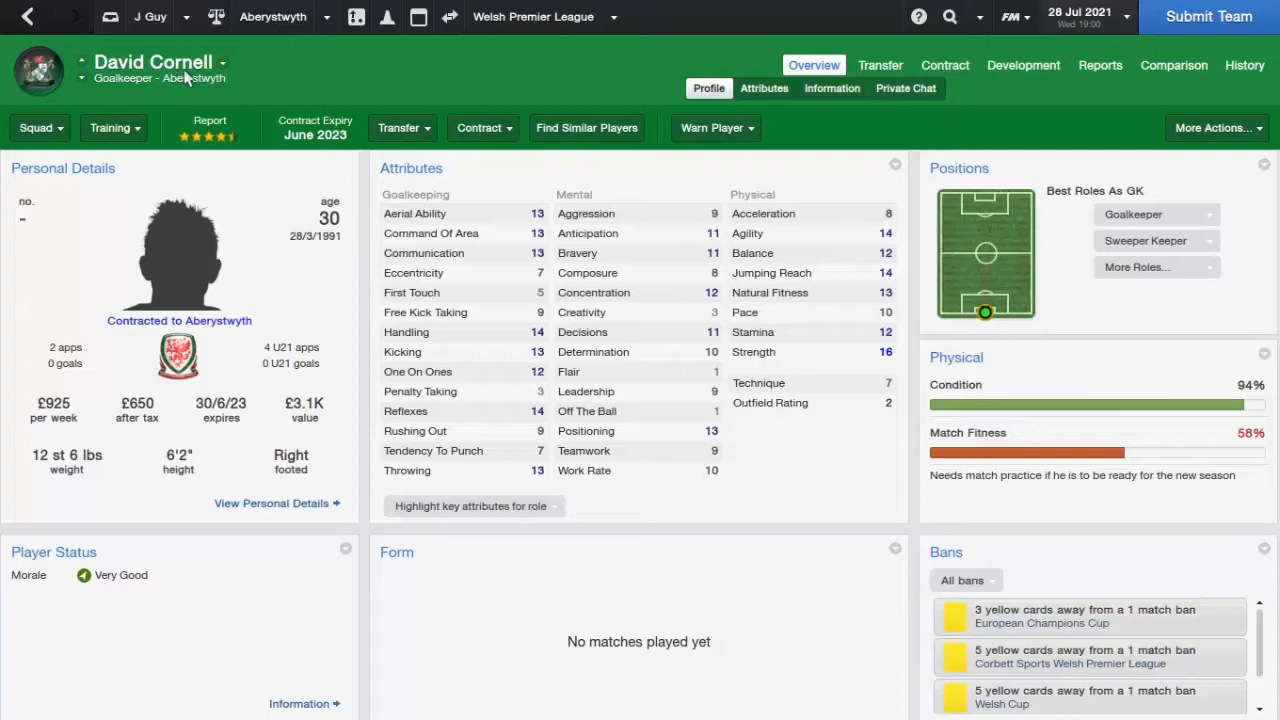 J Guy Aberystwyth Welsh Premier League FM 28 Jul 2021 Submit Team
Wed 19:00
David Cornell
Goalkeeper - Aberystwyth
Overview Transfer Contract Development Reports Comparison History
Profile Attributes Information Private Chat
Squad Training Report Contract Expiry June 2023 Transfer Contract Find Similar Players Warn Player More Actions...
Personal Details
no.
-
age
30
28/3/1991
Contracted to Aberystwyth
2 apps 4 U21 apps
0 goals 0 U21 goals
£925 £650 30/6/23 £3.1K
per week after tax expires value
12 st 6 lbs 6'2" Right
weight height footed
View Personal Details
Attributes
Goalkeeping Mental Physical
Aerial Ability 13 Aggression 9 Acceleration 8
Command Of Area 13 Anticipation 11 Agility 14
Communication 13 Bravery 11 Balance 12
Eccentricity 7 Composure 8 Jumping Reach 14
First Touch 5 Concentration 12 Natural Fitness 13
Free Kick Taking 9 Creativity 3 Pace 10
Handling 14 Decisions 11 Stamina 12
Kicking 13 Determination 10 Strength 16
One On Ones 12 Flair 1
Penalty Taking 3 Leadership 9 Technique 7
Reflexes 14 Off The Ball 1 Outfield Rating 2
Rushing Out 9 Positioning 13
Tendency To Punch 7 Teamwork 9
Throwing 13 Work Rate 10
Highlight key attributes for role
Positions
Best Roles As GK
Goalkeeper
Sweeper Keeper
More Roles...
Physical
Condition 94%
Match Fitness 58%
Needs match practice if he is to be ready for the new season
Player Status
Morale Very Good
Information
Form
No matches played yet
Bans
All bans
3 yellow cards away from a 1 match ban
European Champions Cup
5 yellow cards away from a 1 match ban
Corbett Sports Welsh Premier League
5 yellow cards away from a 1 match ban
Welsh Cup